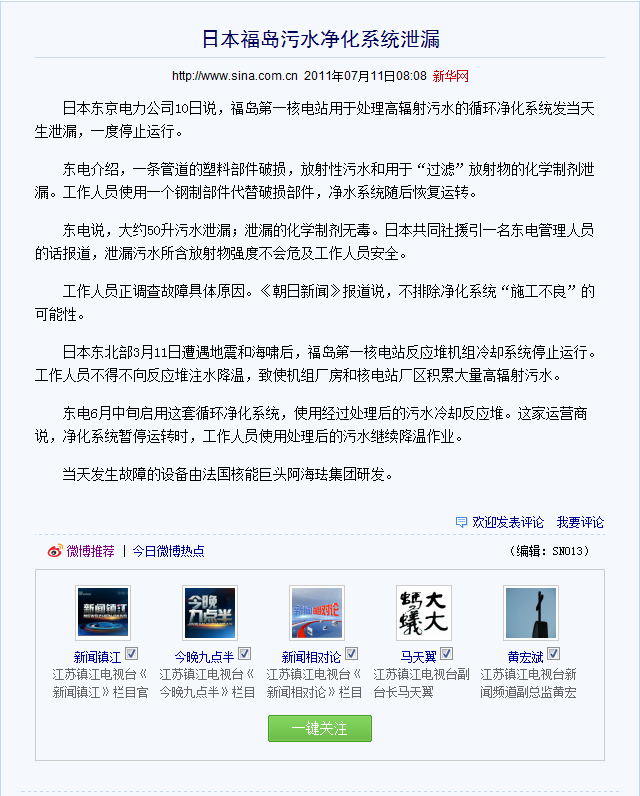 日本福岛污水净化系统泄漏
http://www.sina.com.cn 2011年07月11日08:08 新华网
日本东京电力公司10日说，福岛第一核电站用于处理高辐射污水的循环净化系统发当天
生泄漏，一度停止运行。
东电介绍，一条管道的塑料部件破损，放射性污水和用于“过滤”放射物的化学制剂泄
漏。工作人员使用一个钢制部件代替破损部件，净水系统随后恢复运转。
东电说，大约50升污水泄漏；泄漏的化学制剂无毒。日本共同社援引一名东电管理人员
的话报道，泄漏污水所含放射物强度不会危及工作人员安全。
工作人员正调查故障具体原因。《朝日新闻》报道说，不排除净化系统“施工不良”的
可能性。
日本东北部3月11日遭遇地震和海啸后，福岛第一核电站反应堆机组冷却系统停止运行。
工作人员不得不向反应堆注水降温，致使机组厂房和核电站厂区积累大量高辐射污水。
东电6月中旬启用这套循环净化系统，使用经过处理后的污水冷却反应堆。这家运营商
说，净化系统暂停运转时，工作人员使用处理后的污水继续降温作业。
当天发生故障的设备由法国核能巨头阿海珐集团研发。
欢迎发表评论 我要评论
微博推荐 | 今日微博热点 （编辑：SN013）
新闻镇江 今晚九点半 新闻相对论 大大蚂蚁
新闻镇江 今晚九点半 新闻相对论 马天翼 黄宏斌
江苏镇江电视台《 江苏镇江电视台《 江苏镇江电视台《 江苏镇江电视台副 江苏镇江电视台新
新闻镇江》栏目官 今晚九点半》栏目 新闻相对论》栏目 台长马天翼 闻频道副总监黄宏
一键关注